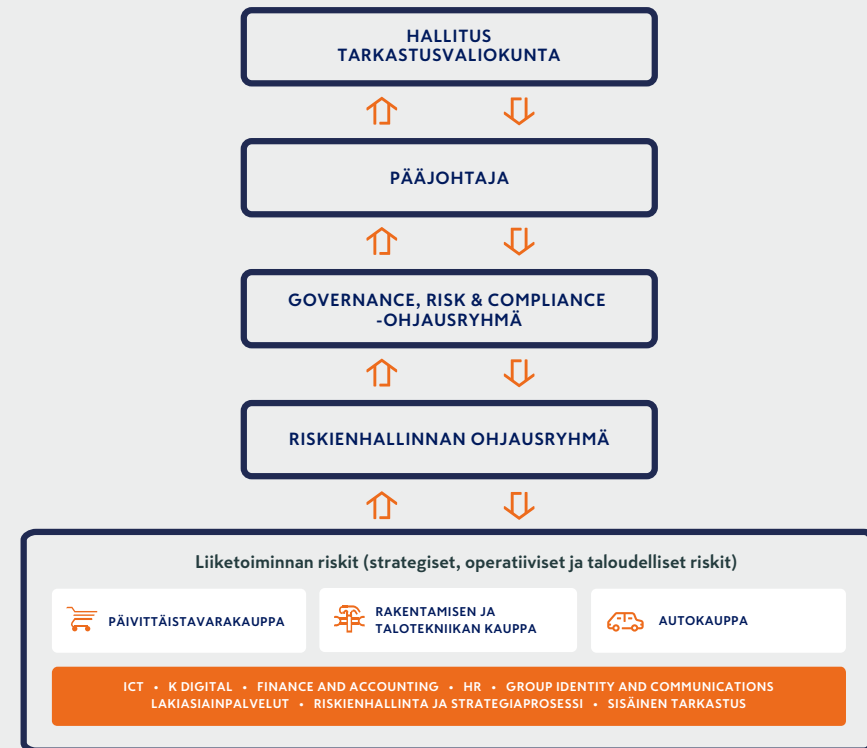 HALLITUS
TARKASTUSVALIOKUNTA
PÄÄJOHTAJA
GOVERNANCE, RISK & COMPLIANCE
-OHJAUSRYHMÄ
RISKIENHALLINNAN OHJAUSRYHMÄ
Liiketoiminnan riskit (strategiset, operatiiviset ja taloudelliset riskit)
PÄIVITTÄISTAVARAKAUPPA
RAKENTAMISEN JA
TALOTEKNIIKAN KAUPPA
AUTOKAUPPA
ICT • K DIGITAL • FINANCE AND ACCOUNTING • HR • GROUP IDENTITY AND COMMUNICATIONS
LAKIASIAINPALVELUT • RISKIENHALLINTA JA STRATEGIAPROSESSI • SISÄINEN TARKASTUS